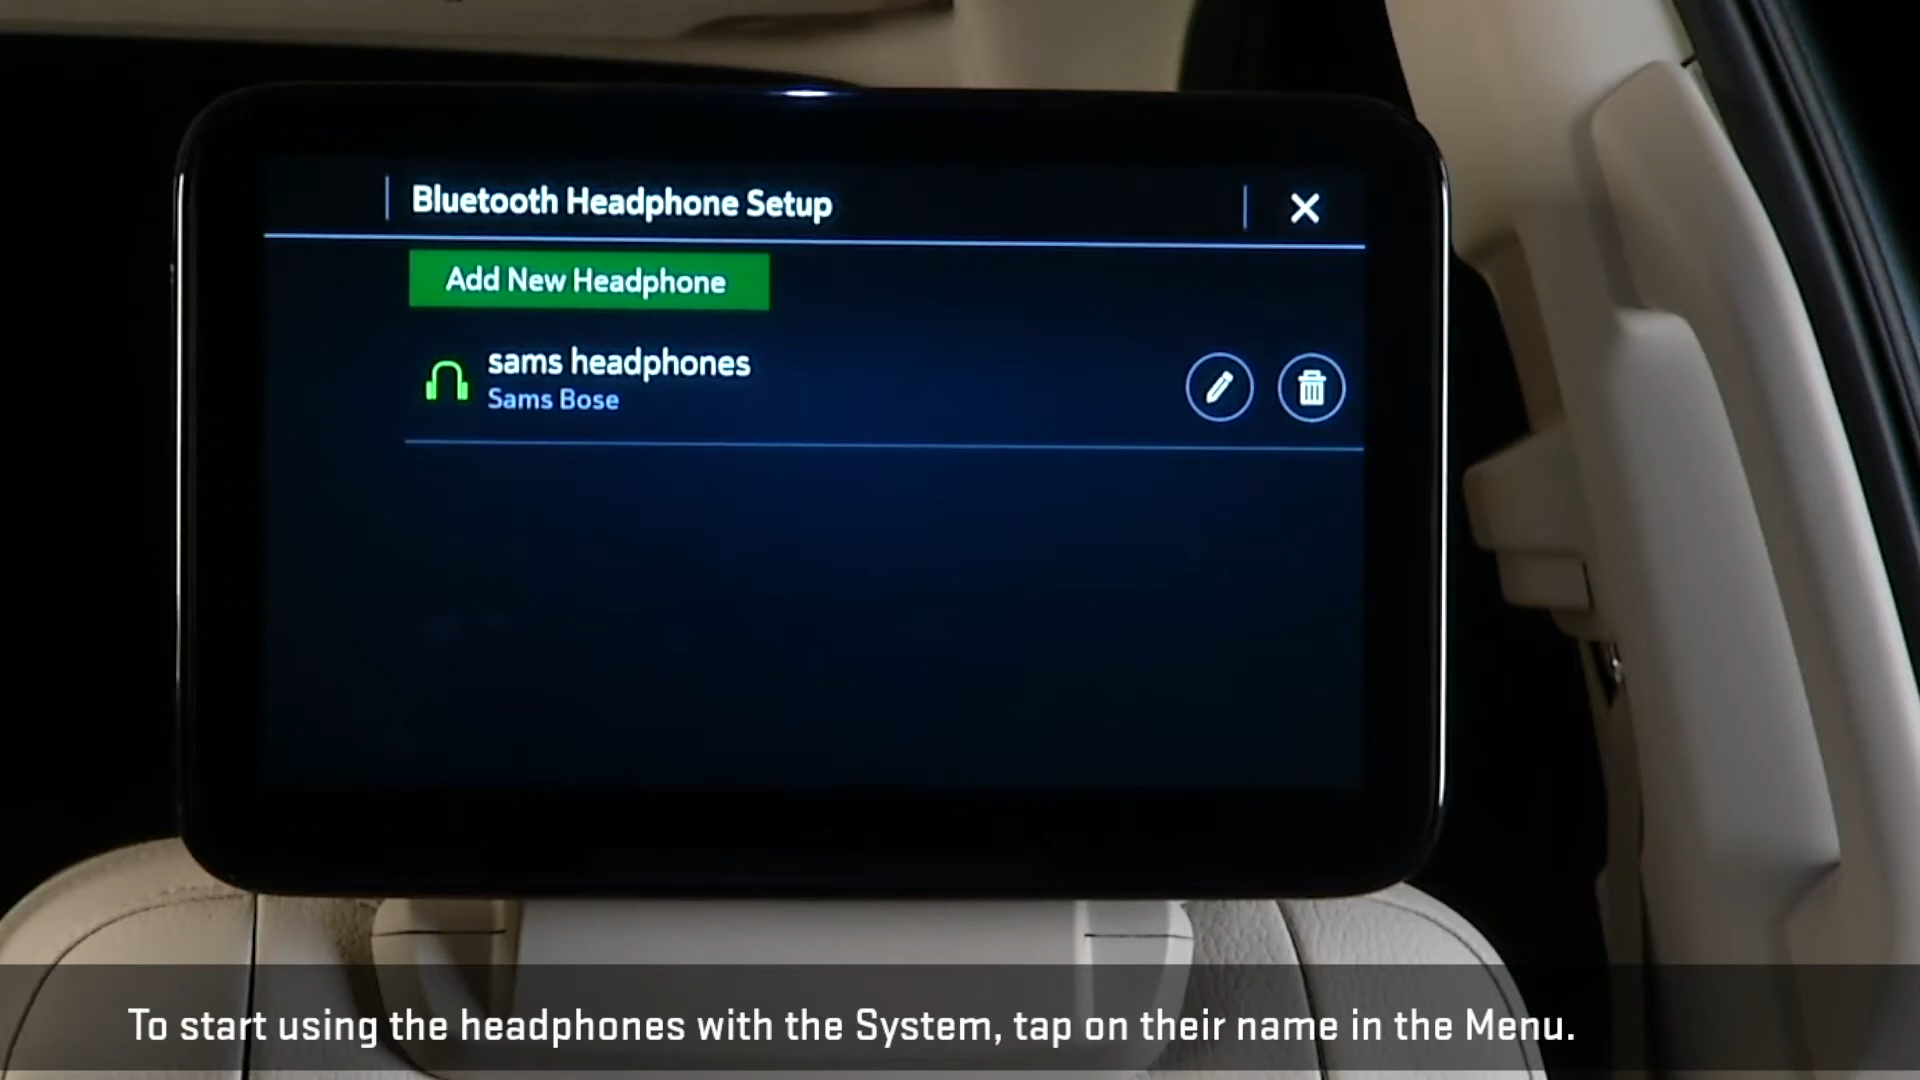 Bluetooth Headphone Setup
Add New Headphone
sams headphones
Sams Bose
To start using the headphones with the System, tap on their name in the Menu.